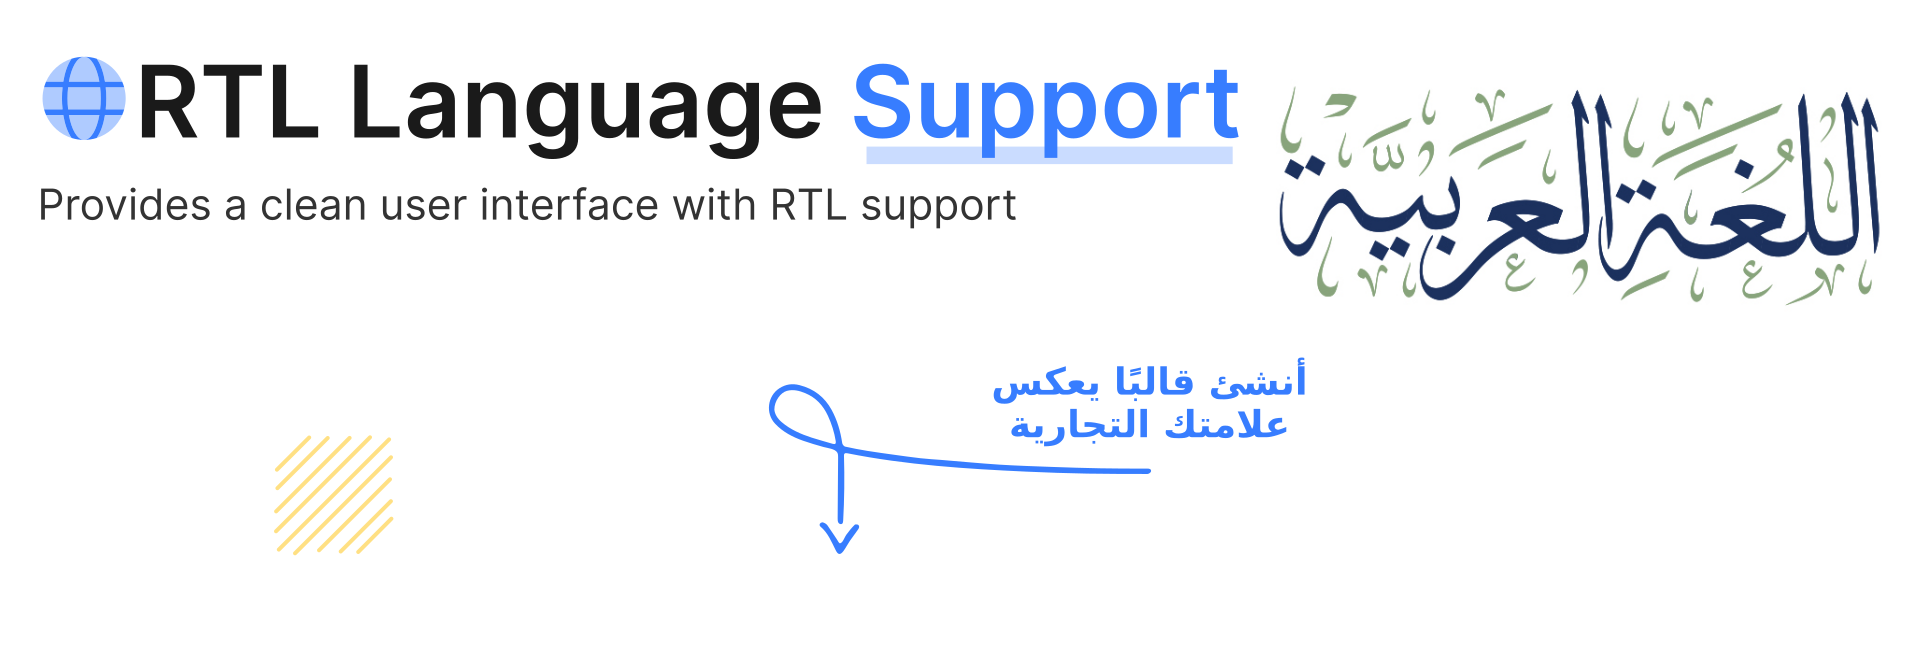 RTL Language Support
Provides a clean user interface with RTL support
اللغة العربية
أنشئ قالبًا يعكس
علامتك التجارية